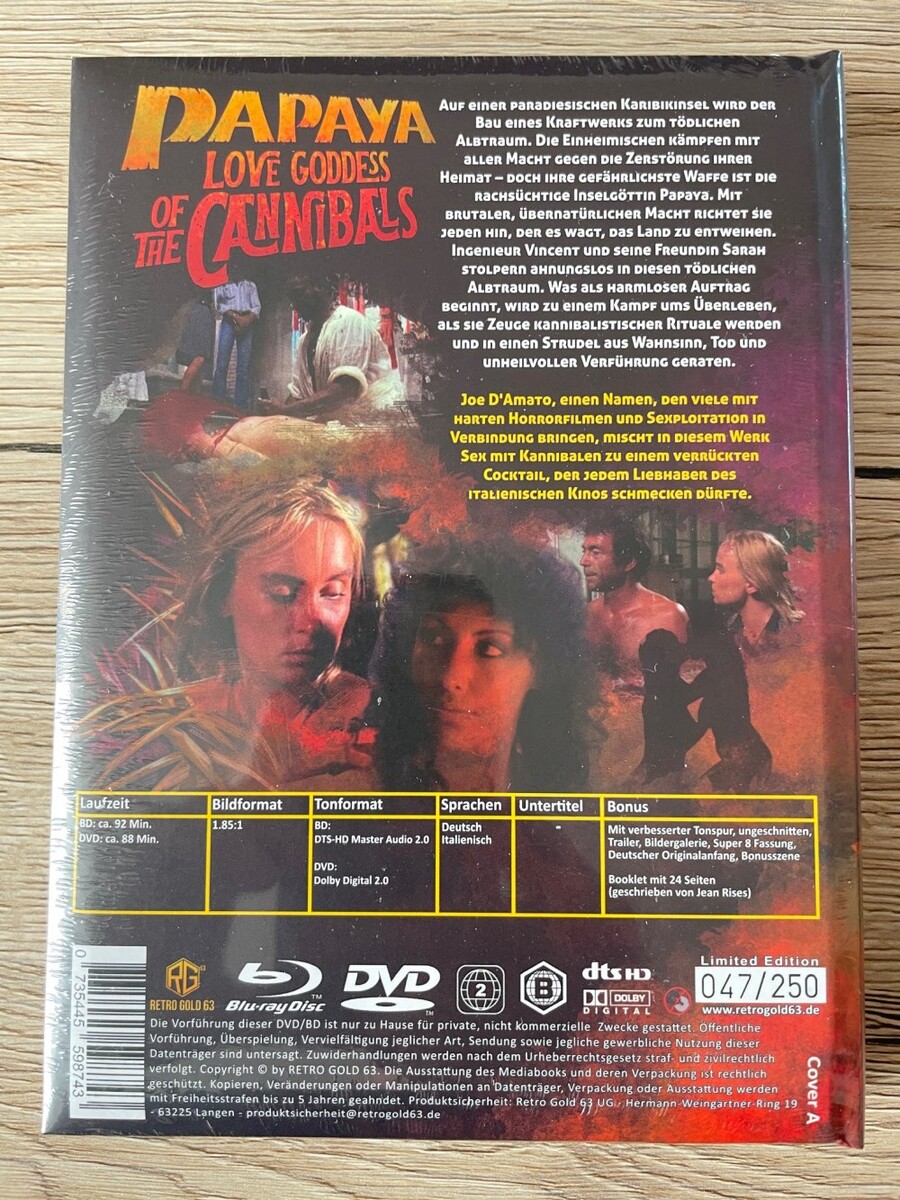 PAPAYA
LOVE GODDESS
OF THE CANNIBALS
Auf einer paradiesischen Karibikinsel wird der
Bau eines Kraftwerks zum tödlichen
Albtraum. Die Einheimischen kämpfen mit
aller Macht gegen die Zerstörung ihrer
Heimat – doch ihre gefährlichste Waffe ist die
rachsüchtige Inselgöttin Papaya. Mit
brutaler, übernatürlicher Macht richtet sie
jeden hin, der es wagt, das Land zu entweihen.
Ingenieur Vincent und seine Freundin Sarah
stolpern ahnungslos in diesen tödlichen
Albtraum. Was als harmloser Auftrag
beginnt, wird zu einem Kampf ums Überleben,
als sie Zeuge kannibalistischer Rituale werden
und in einen Strudel aus Wahnsinn, Tod und
unheilvoller Verführung geraten.
Joe D'Amato, einen Namen, den viele mit
harten Horrorfilmen und Sexploitation in
Verbindung bringen, mischt in diesem Werk
Sex mit Kannibalen zu einem verrückten
Cocktail, der jedem Liebhaber des
italienischen Kinos schmecken dürfte.
Laufzeit
BD: ca. 92 Min.
DVD: ca. 88 Min.
Bildformat
1.85:1
Tonformat
BD:
DTS-HD Master Audio 2.0
DVD:
Dolby Digital 2.0
Sprachen
Deutsch
Italienisch
Untertitel
-
Bonus
Mit verbesserter Tonspur, ungeschnitten,
Trailer, Bildergalerie, Super 8 Fassung,
Deutscher Originalanfang, Bonusszene
Booklet mit 24 Seiten
(geschrieben von Jean Rises)
0 735445 598743
RG 63
RETRO GOLD 63
Blu-ray Disc™
DVD™
2
B
dts HD
DOLBY
DIGITAL
Limited Edition
047/250
www.retrogold63.de
Die Vorführung dieser DVD/BD ist nur zu Hause für private, nicht kommerzielle Zwecke gestattet. Öffentliche
Vorführung, Überspielung, Vervielfältigung jeglicher Art, Sendung sowie jegliche gewerbliche Nutzung dieser
Datenträger sind untersagt. Zuwiderhandlungen werden nach dem Urheberrechtsgesetz straf- und zivilrechtlich
verfolgt. Copyright © by RETRO GOLD 63. Die Ausstattung des Mediabooks und deren Verpackung ist rechtlich
geschützt. Kopieren, Veränderungen oder Manipulationen an Datenträger, Verpackung oder Ausstattung werden
mit Freiheitsstrafen bis zu 5 Jahren geahndet. Produktsicherheit: Retro Gold 63 UG - Hermann-Weingartner-Ring 19
- 63225 Langen - produktsicherheit@retrogold63.de
Cover A